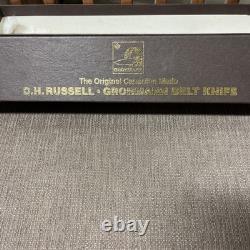 The Original Canadian Made
D.H. RUSSELL • GROHMANN BELT KNIFE